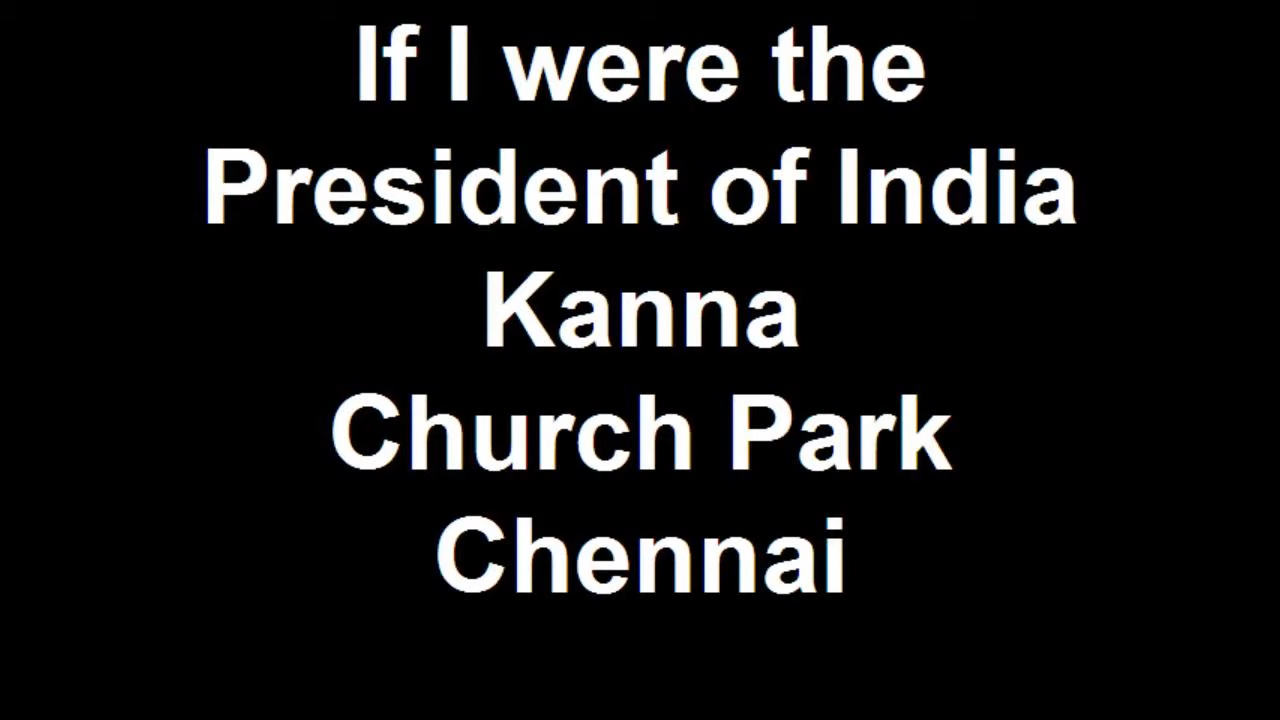 If I were the
President of India
Kanna
Church Park
Chennai